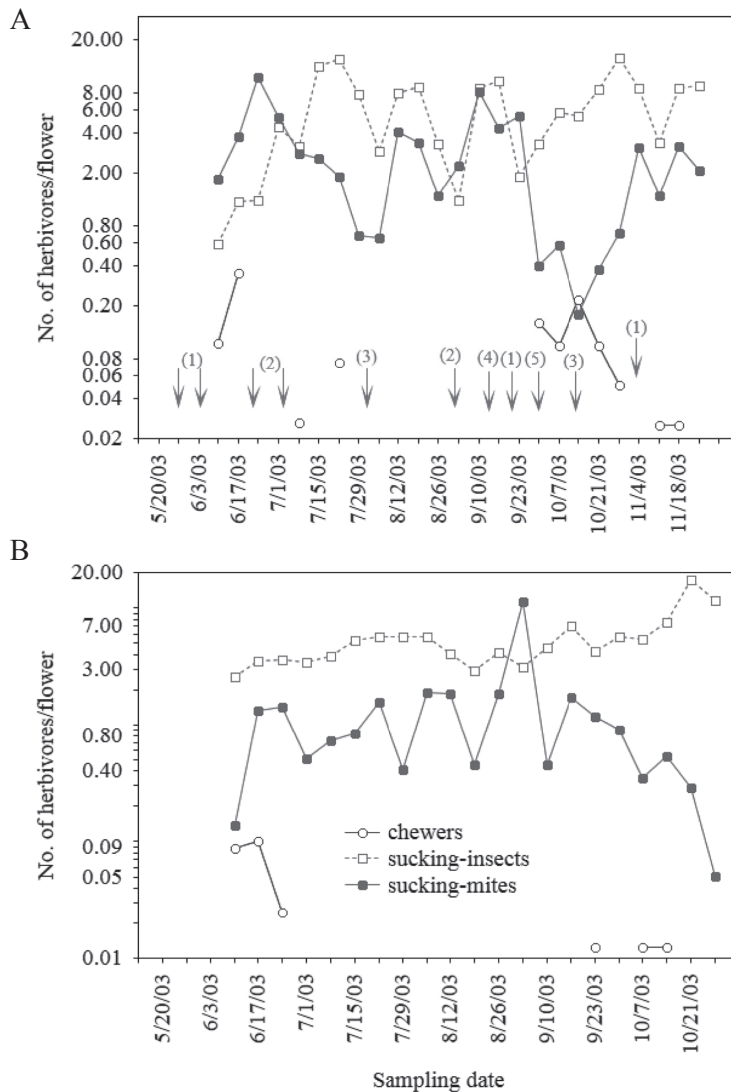 A
20.00
8.00
6.00
4.00
2.00
0.80
0.60
0.40
0.20
0.08
0.06
0.04
0.02
No. of herbivores/flower
(1) (2) (3) (2) (4) (1) (5) (3) (1)
5/20/03 6/3/03 6/17/03 7/1/03 7/15/03 7/29/03 8/12/03 8/26/03 9/10/03 9/23/03 10/7/03 10/21/03 11/4/03 11/18/03
B
20.00
7.00
3.00
0.80
0.40
0.09
0.05
0.01
No. of herbivores/flower
chewers
sucking-insects
sucking-mites
5/20/03 6/3/03 6/17/03 7/1/03 7/15/03 7/29/03 8/12/03 8/26/03 9/10/03 9/23/03 10/7/03 10/21/03
Sampling date